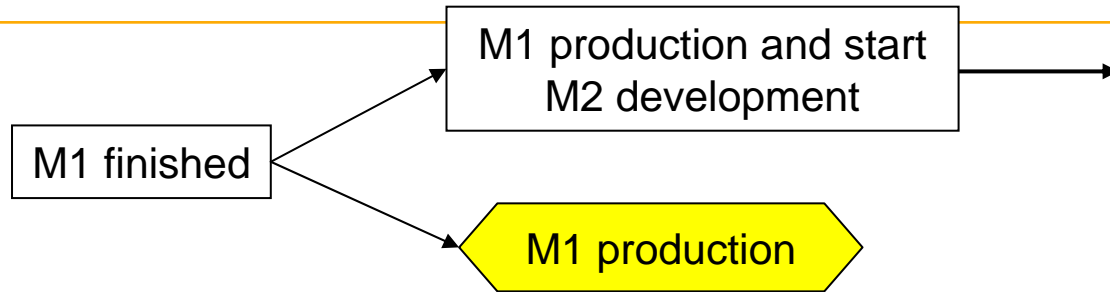 M1 production and start
M2 development
M1 finished
M1 production